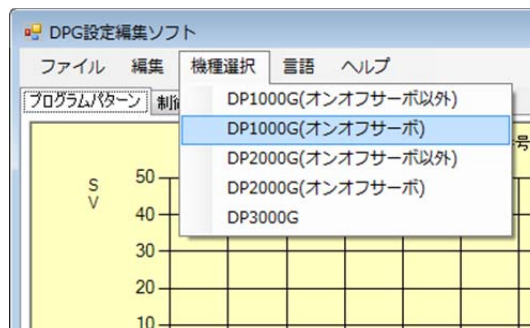 DPG設定編集ソフト
ファイル 編集 機種選択 言語 ヘルプ
プログラムパターン
DP1000G(オンオフサーボ以外)
DP1000G(オンオフサーボ)
DP2000G(オンオフサーボ以外)
DP2000G(オンオフサーボ)
DP3000G
号
SV
50
40
30
20
10